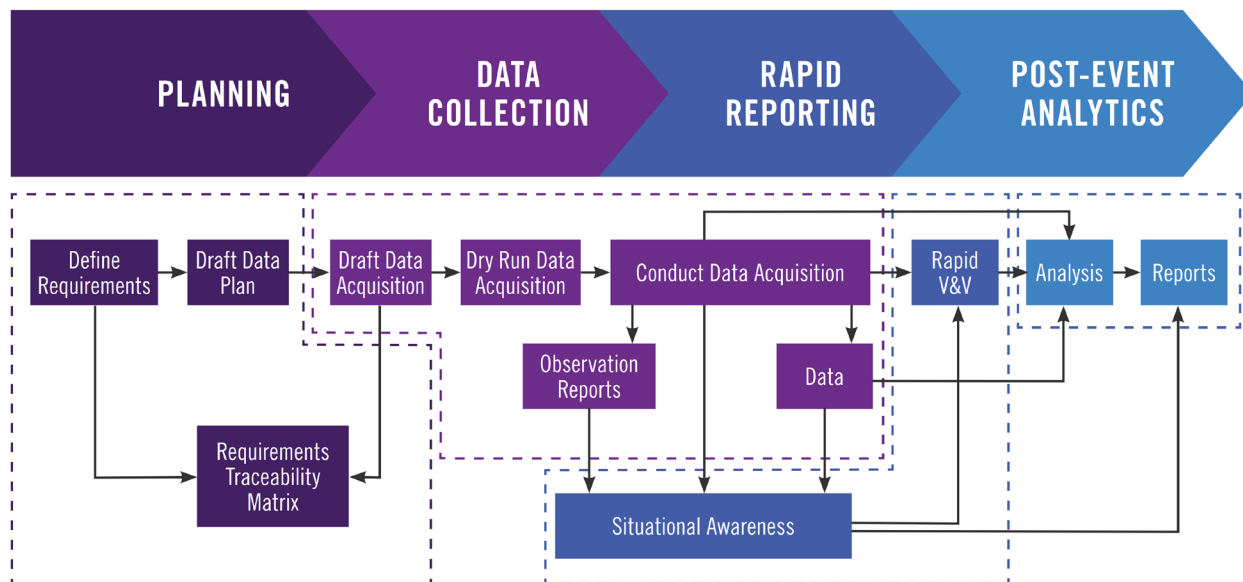 PLANNING
DATA
COLLECTION
RAPID
REPORTING
POST-EVENT
ANALYTICS
Define
Requirements
Draft Data
Plan
Draft Data
Acquisition
Dry Run Data
Acquisition
Conduct Data Acquisition
Rapid
V&V
Analysis
Reports
Observation
Reports
Data
Requirements
Traceability
Matrix
Situational Awareness